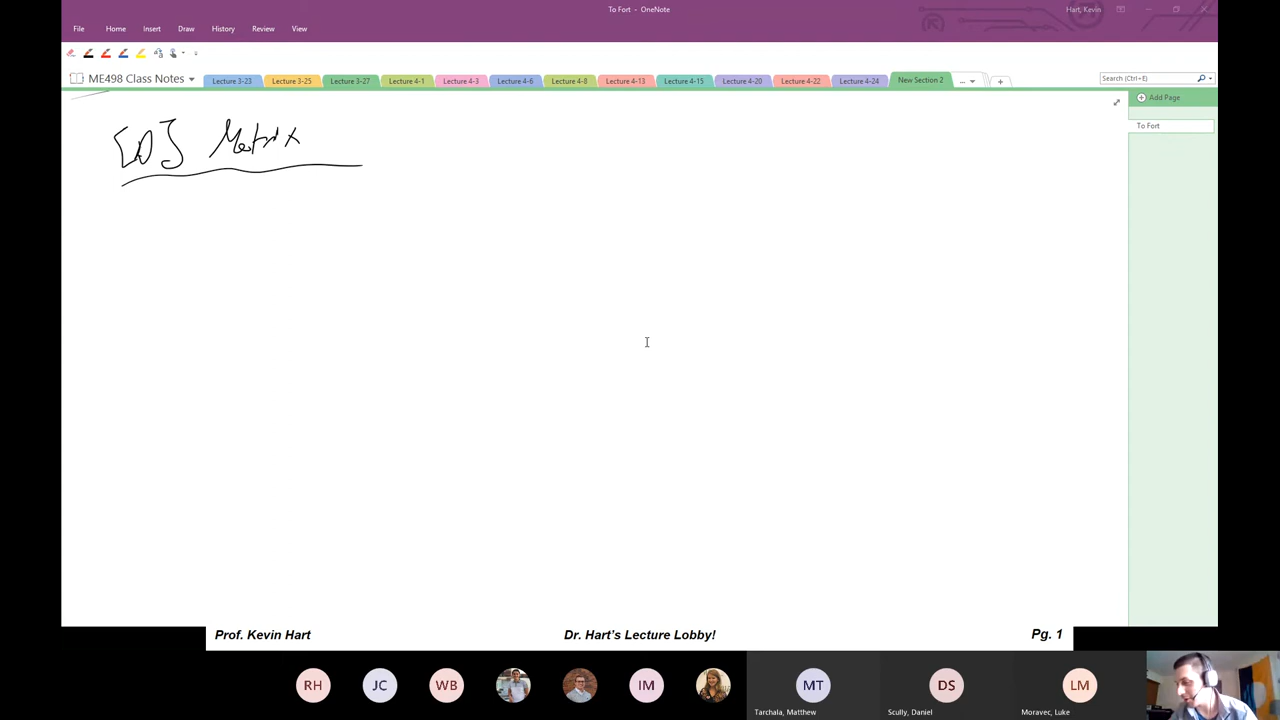 To Fort - OneNote
Hart, Kevin
File Home Insert Draw History Review View
ME498 Class Notes
Lecture 3-23 Lecture 3-25 Lecture 3-27 Lecture 4-1 Lecture 4-3 Lecture 4-6 Lecture 4-8 Lecture 4-13 Lecture 4-15 Lecture 4-20 Lecture 4-22 Lecture 4-24 New Section 2 ...
Search (Ctrl+E)
Add Page
To Fort
[D] Matrix
Prof. Kevin Hart Dr. Hart's Lecture Lobby! Pg. 1
RH JC WB IM MT DS LM
Tarchala, Matthew Scully, Daniel Moravec, Luke